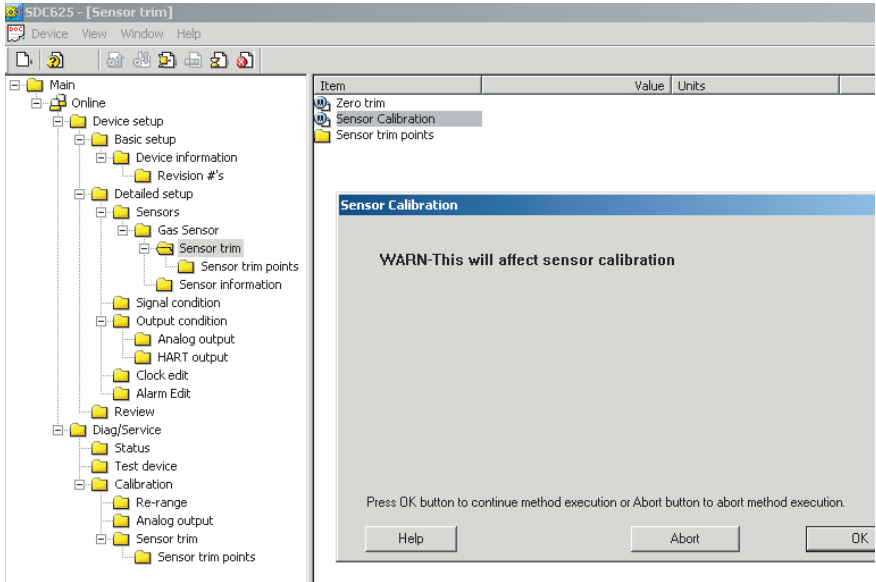 SDC625 - [Sensor trim]
Device View Window Help
Main
Online
Device setup
Basic setup
Device information
Revision #'s
Detailed setup
Sensors
Gas Sensor
Sensor trim
Sensor trim points
Sensor information
Signal condition
Output condition
Analog output
HART output
Clock edit
Alarm Edit
Review
Diag/Service
Status
Test device
Calibration
Re-range
Analog output
Sensor trim
Sensor trim points
Item Value Units
Zero trim
Sensor Calibration
Sensor trim points
Sensor Calibration
WARN-This will affect sensor calibration
Press OK button to continue method execution or Abort button to abort method execution.
Help Abort OK